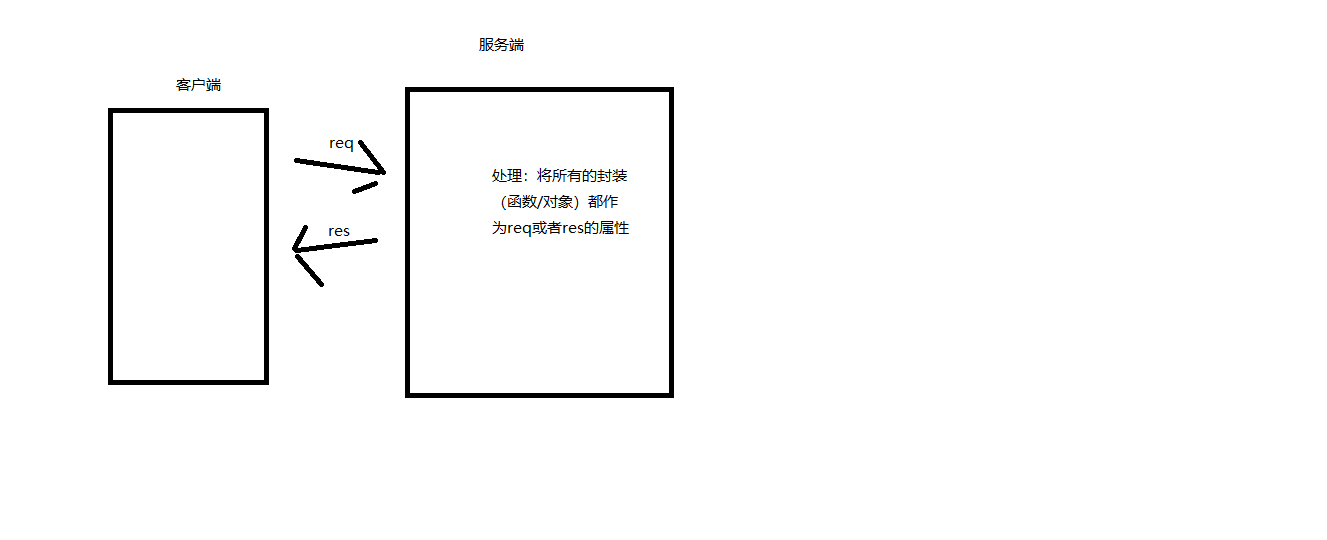 服务端
客户端
req
处理：将所有的封装
（函数/对象）都作
为req或者res的属性
res